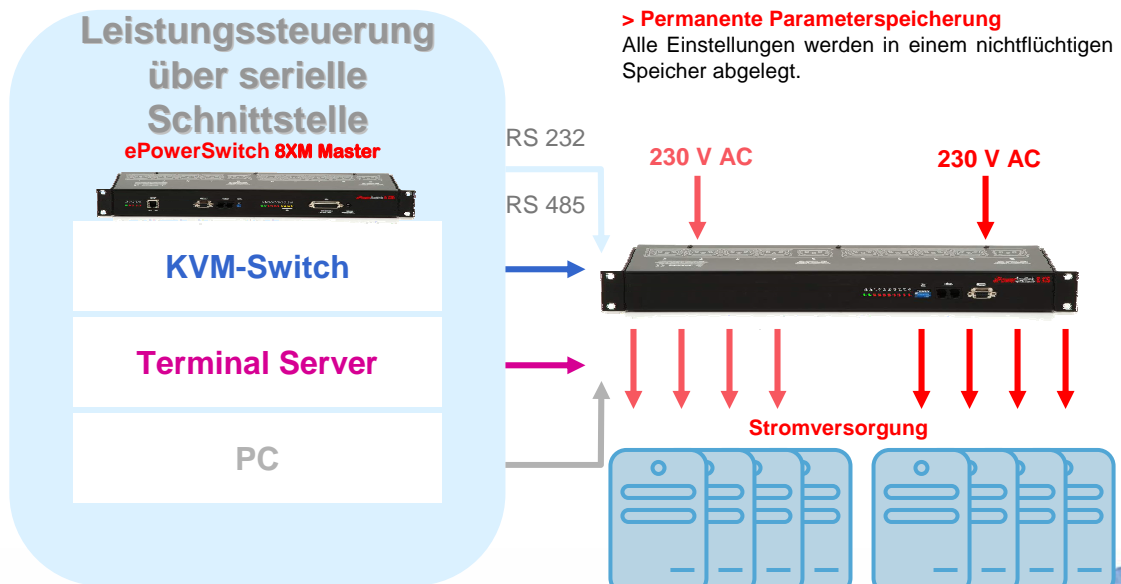 Leistungssteuerung
über serielle
Schnittstelle
ePowerSwitch 8XM Master
KVM-Switch
Terminal Server
PC
RS 232
RS 485
> Permanente Parameterspeicherung
Alle Einstellungen werden in einem nichtflüchtigen
Speicher abgelegt.
230 V AC
230 V AC
Stromversorgung